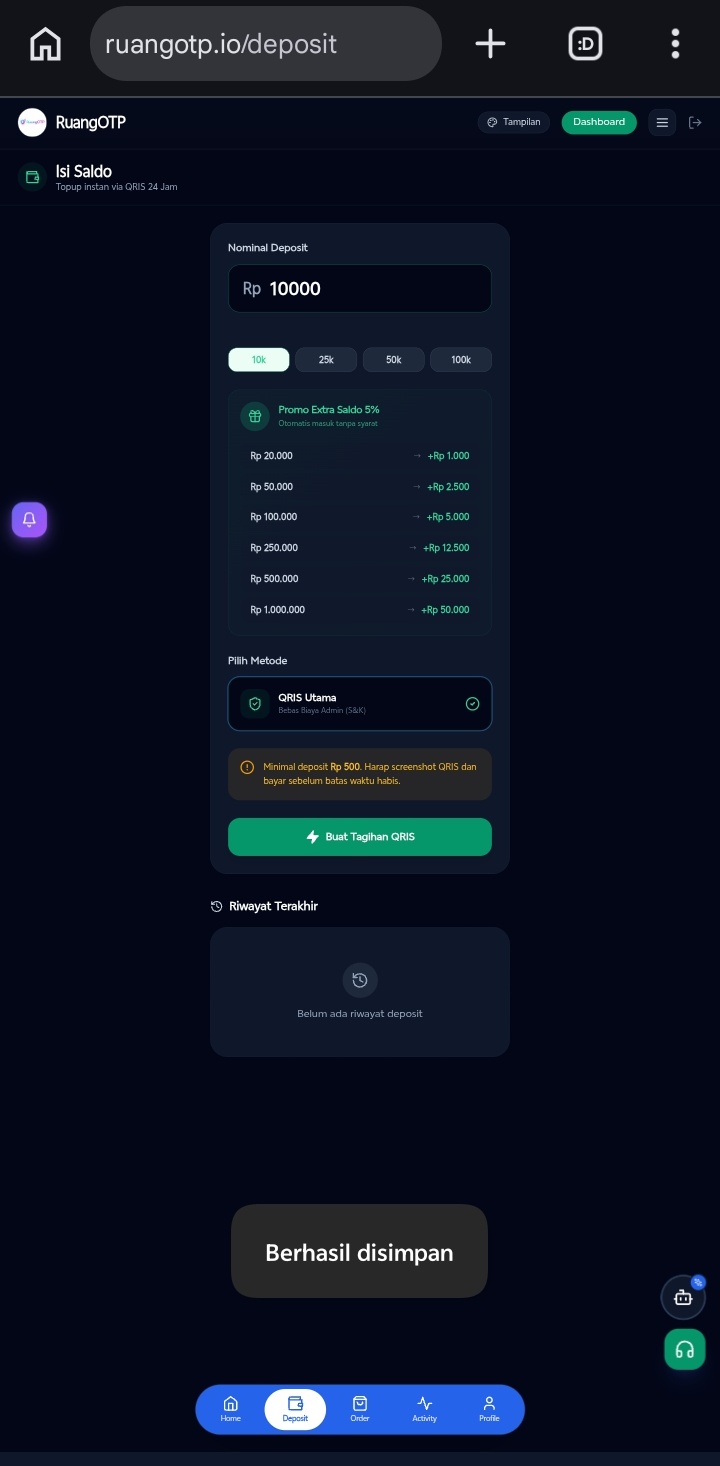 ruangotp.io/deposit
:D
RuangOTP
Tampilan
Dashboard
Isi Saldo
Topup instan via QRIS 24 Jam
Nominal Deposit
Rp 10000
10k
25k
50k
100k
Promo Extra Saldo 5%
Otomatis masuk tanpa syarat
Rp 20.000 → +Rp 1.000
Rp 50.000 → +Rp 2.500
Rp 100.000 → +Rp 5.000
Rp 250.000 → +Rp 12.500
Rp 500.000 → +Rp 25.000
Rp 1.000.000 → +Rp 50.000
Pilih Metode
QRIS Utama
Bebas Biaya Admin (S&K)
Minimal deposit Rp 500. Harap screenshot QRIS dan
bayar sebelum batas waktu habis.
Buat Tagihan QRIS
Riwayat Terakhir
Belum ada riwayat deposit
Berhasil disimpan
Home
Deposit
Order
Activity
Profile